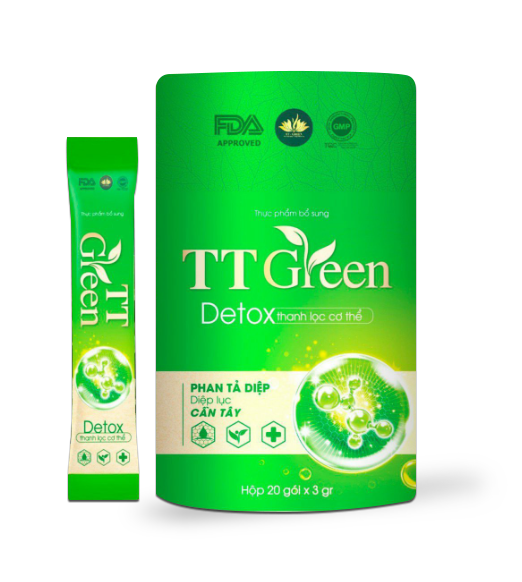 FDA
APPROVED
GMP
Thực phẩm bổ sung
TT Green
Detox thanh lọc cơ thể
PHAN TẢ DIỆP
Diệp lục
CẦN TÂY
Hộp 20 gói x 3 gr
FDA
Thực phẩm bổ sung
TT
Green
Detox
thanh lọc cơ thể